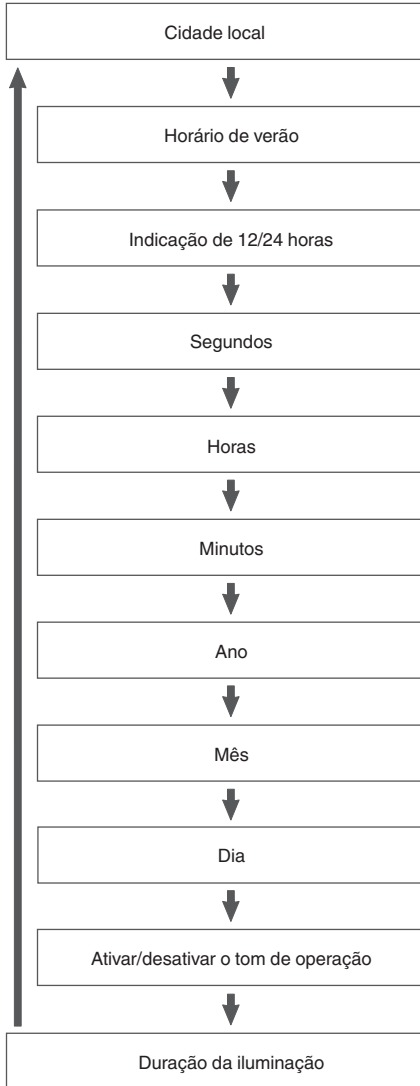 Cidade local
Horário de verão
Indicação de 12/24 horas
Segundos
Horas
Minutos
Ano
Mês
Dia
Ativar/desativar o tom de operação
Duração da iluminação